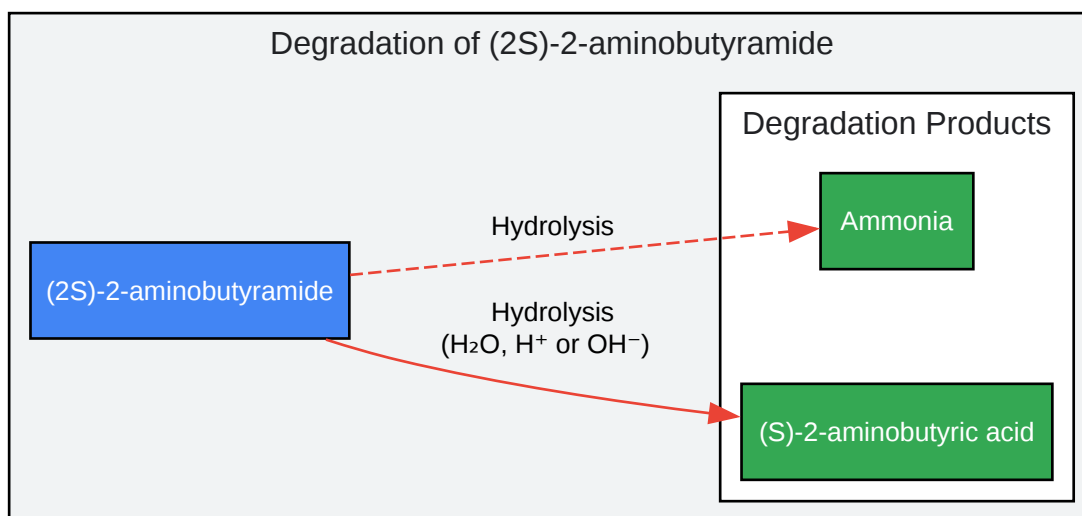 Degradation of (2S)-2-aminobutyramide
Degradation Products
Ammonia
Hydrolysis
(2S)-2-aminobutyramide
Hydrolysis
(H₂O, H⁺ or OH⁻)
(S)-2-aminobutyric acid